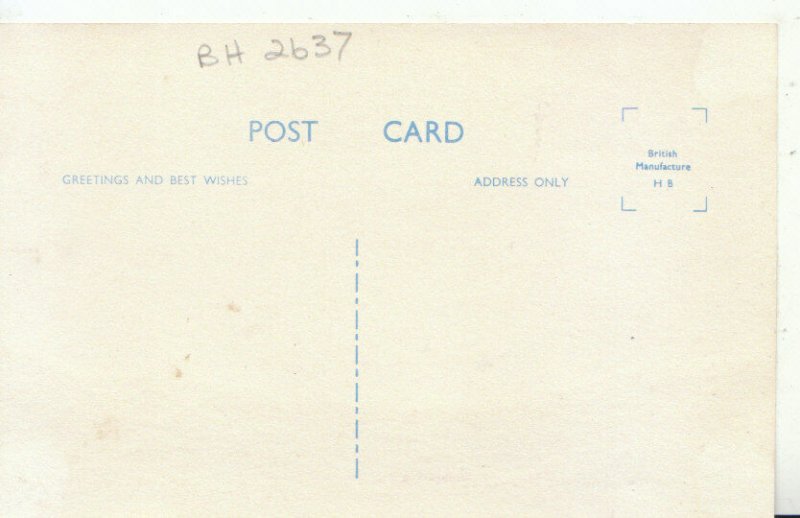 BH 2637
POST CARD
GREETINGS AND BEST WISHES
ADDRESS ONLY
British
Manufacture
H B